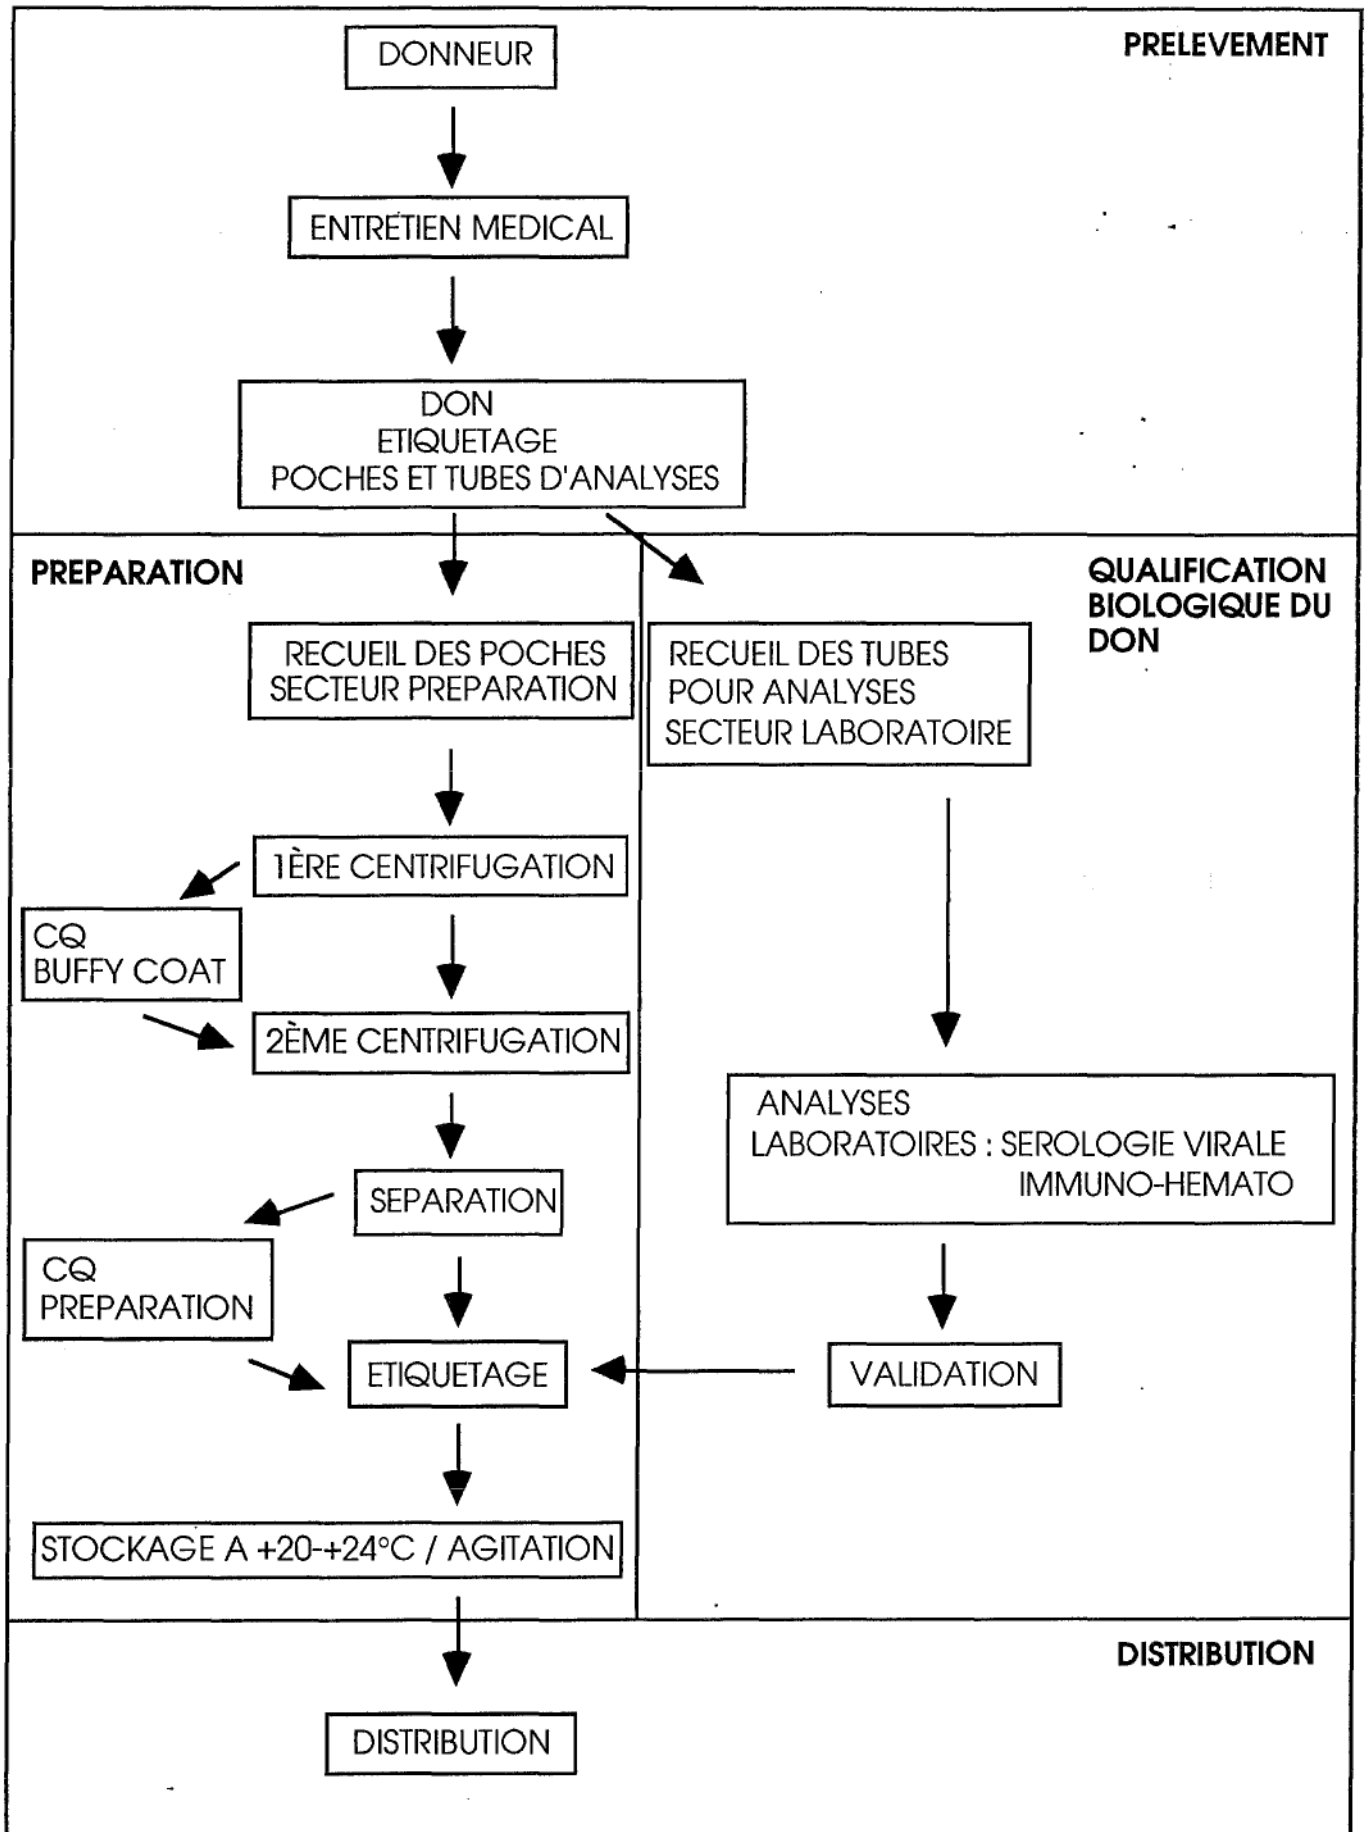 DONNEUR
PRELEVEMENT
ENTRETIEN MEDICAL
DON
ETIQUETAGE
POCHES ET TUBES D'ANALYSES
PREPARATION
QUALIFICATION
BIOLOGIQUE DU
DON
RECUEIL DES POCHES
SECTEUR PREPARATION
RECUEIL DES TUBES
POUR ANALYSES
SECTEUR LABORATOIRE
1ÈRE CENTRIFUGATION
CQ
BUFFY COAT
2ÈME CENTRIFUGATION
ANALYSES
LABORATOIRES : SEROLOGIE VIRALE
IMMUNO-HEMATO
SEPARATION
CQ
PREPARATION
ETIQUETAGE
VALIDATION
STOCKAGE A +20-+24°C / AGITATION
DISTRIBUTION
DISTRIBUTION